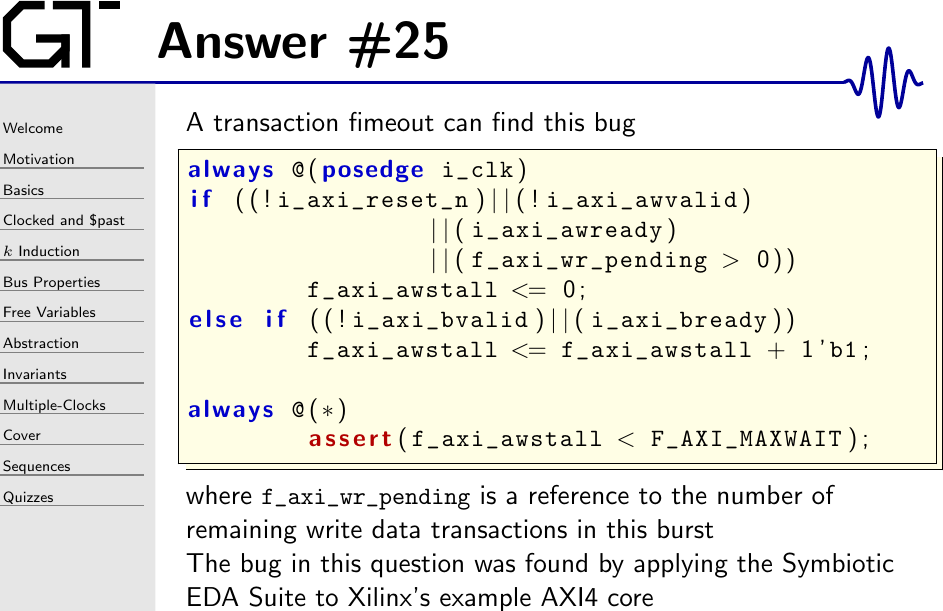 GT
Answer #25
Welcome
Motivation
Basics
Clocked and $past
k Induction
Bus Properties
Free Variables
Abstraction
Invariants
Multiple-Clocks
Cover
Sequences
Quizzes
A transaction fimeout can find this bug
always @(posedge i_clk)
if ((!i_axi_reset_n)||(!i_axi_awvalid)
||(i_axi_awready)
||(f_axi_wr_pending > 0))
f_axi_awstall <= 0;
else if ((!i_axi_bvalid)||(i_axi_bready))
f_axi_awstall <= f_axi_awstall + 1'b1;
always @(*)
assert(f_axi_awstall < F_AXI_MAXWAIT);
where f_axi_wr_pending is a reference to the number of
remaining write data transactions in this burst
The bug in this question was found by applying the Symbiotic
EDA Suite to Xilinx's example AXI4 core